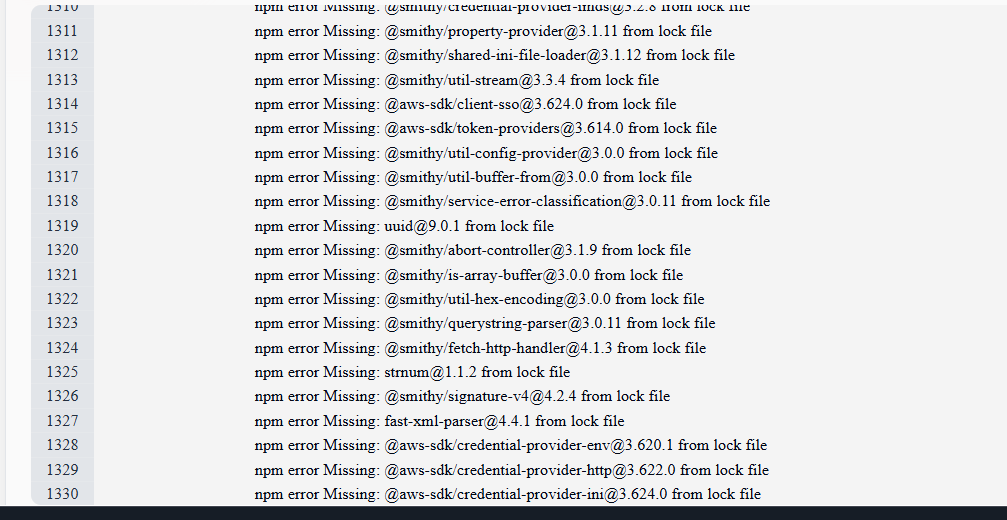 1310 npm error Missing: @smithy/credential-provider-imds@3.2.8 from lock file
1311 npm error Missing: @smithy/property-provider@3.1.11 from lock file
1312 npm error Missing: @smithy/shared-ini-file-loader@3.1.12 from lock file
1313 npm error Missing: @smithy/util-stream@3.3.4 from lock file
1314 npm error Missing: @aws-sdk/client-sso@3.624.0 from lock file
1315 npm error Missing: @aws-sdk/token-providers@3.614.0 from lock file
1316 npm error Missing: @smithy/util-config-provider@3.0.0 from lock file
1317 npm error Missing: @smithy/util-buffer-from@3.0.0 from lock file
1318 npm error Missing: @smithy/service-error-classification@3.0.11 from lock file
1319 npm error Missing: uuid@9.0.1 from lock file
1320 npm error Missing: @smithy/abort-controller@3.1.9 from lock file
1321 npm error Missing: @smithy/is-array-buffer@3.0.0 from lock file
1322 npm error Missing: @smithy/util-hex-encoding@3.0.0 from lock file
1323 npm error Missing: @smithy/querystring-parser@3.0.11 from lock file
1324 npm error Missing: @smithy/fetch-http-handler@4.1.3 from lock file
1325 npm error Missing: strnum@1.1.2 from lock file
1326 npm error Missing: @smithy/signature-v4@4.2.4 from lock file
1327 npm error Missing: fast-xml-parser@4.4.1 from lock file
1328 npm error Missing: @aws-sdk/credential-provider-env@3.620.1 from lock file
1329 npm error Missing: @aws-sdk/credential-provider-http@3.622.0 from lock file
1330 npm error Missing: @aws-sdk/credential-provider-ini@3.624.0 from lock file